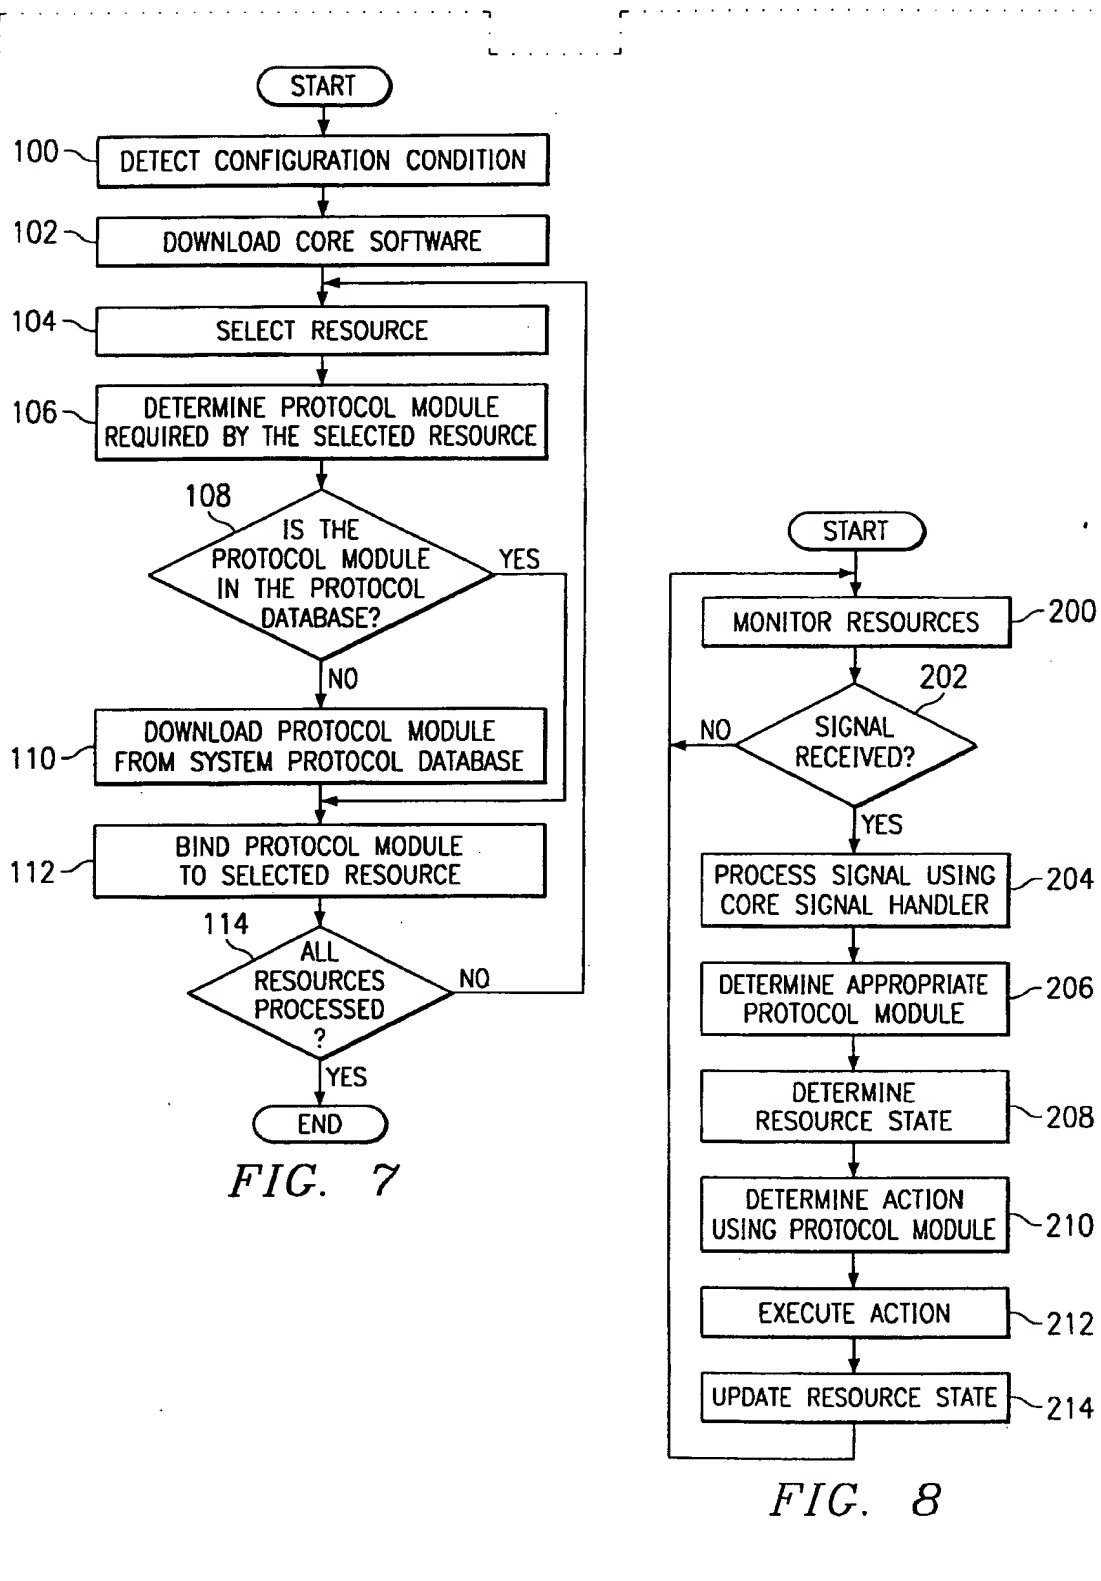 START
100
DETECT CONFIGURATION CONDITION
102
DOWNLOAD CORE SOFTWARE
104
SELECT RESOURCE
106
DETERMINE PROTOCOL MODULE
REQUIRED BY THE SELECTED RESOURCE
108
IS THE
PROTOCOL MODULE
IN THE PROTOCOL
DATABASE?
YES
NO
110
DOWNLOAD PROTOCOL MODULE
FROM SYSTEM PROTOCOL DATABASE
112
BIND PROTOCOL MODULE
TO SELECTED RESOURCE
114
ALL
RESOURCES
PROCESSED
?
NO
YES
END
FIG. 7
START
MONITOR RESOURCES
200
202
SIGNAL
RECEIVED?
NO
YES
PROCESS SIGNAL USING
CORE SIGNAL HANDLER
204
DETERMINE APPROPRIATE
PROTOCOL MODULE
206
DETERMINE
RESOURCE STATE
208
DETERMINE ACTION
USING PROTOCOL MODULE
210
EXECUTE ACTION
212
UPDATE RESOURCE STATE
214
FIG. 8